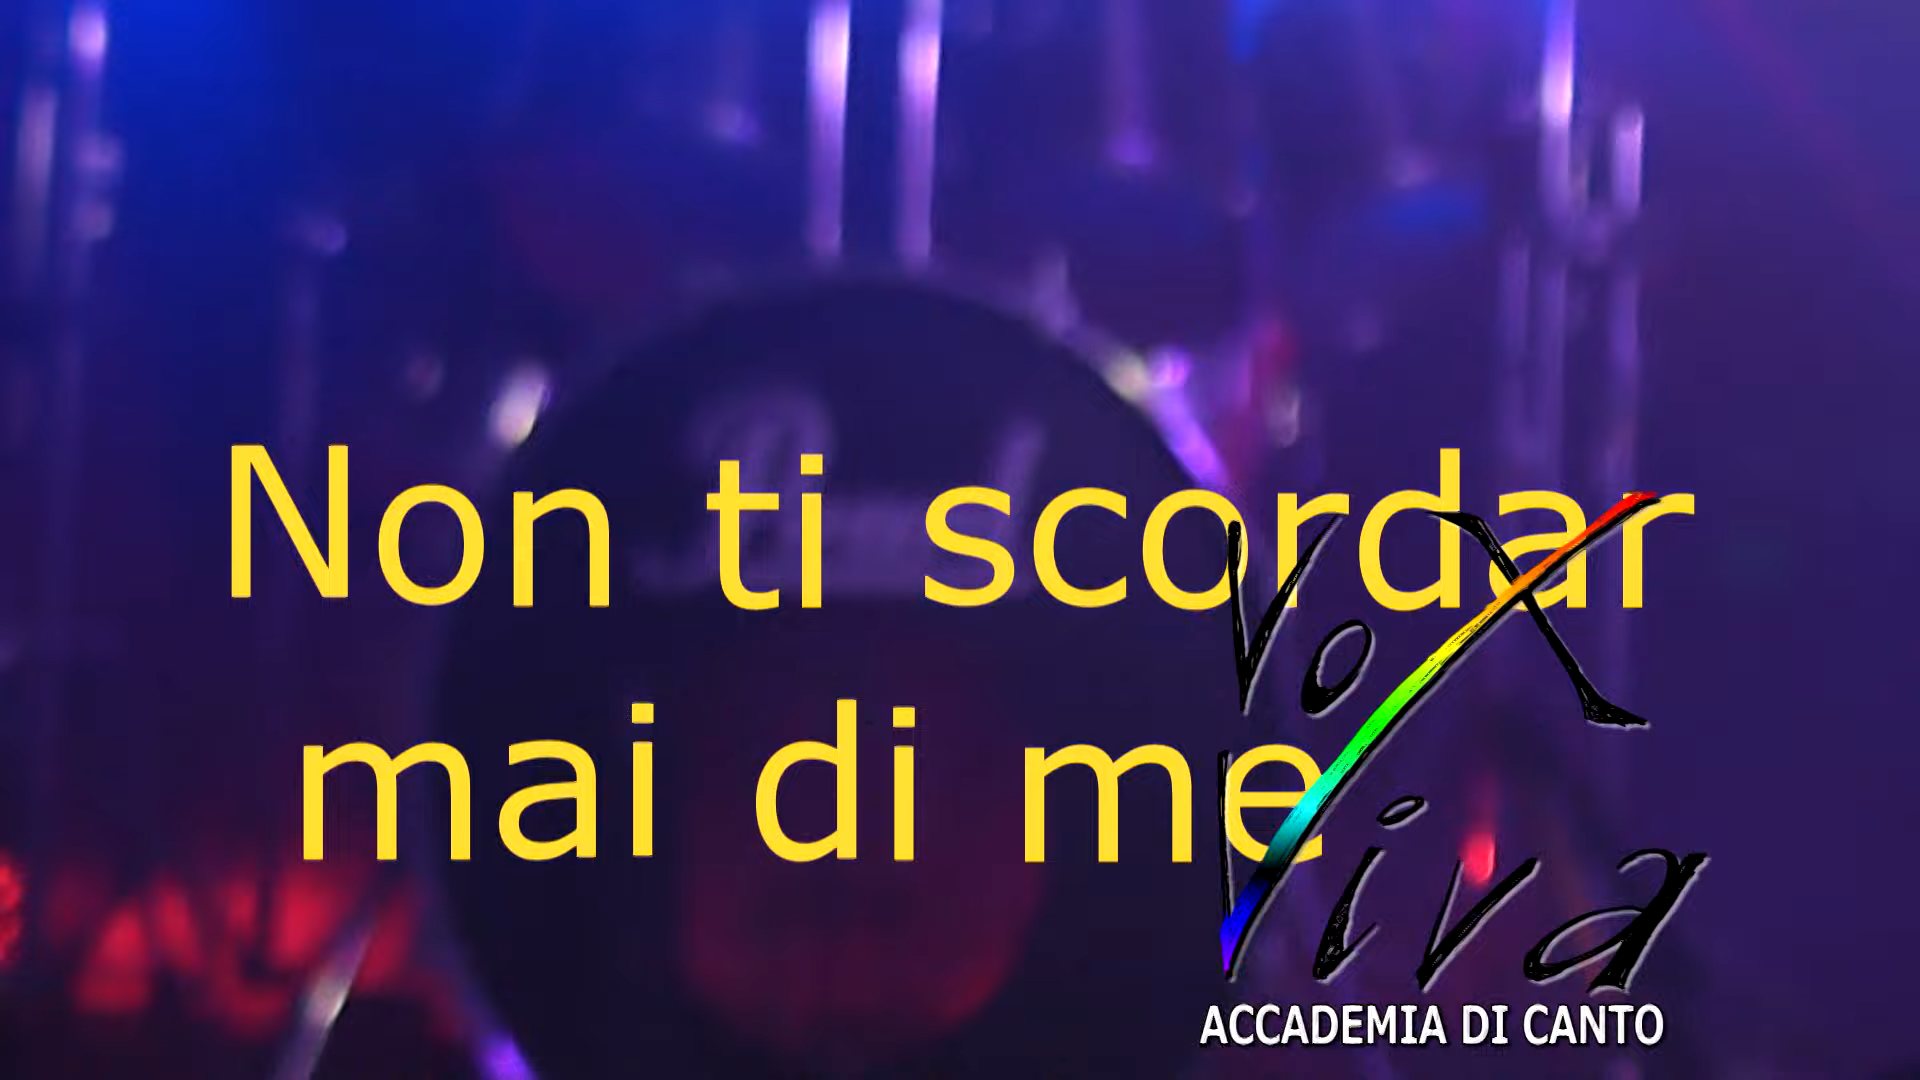 Non ti scordar
mai di me
Vox
Viva
ACCADEMIA DI CANTO